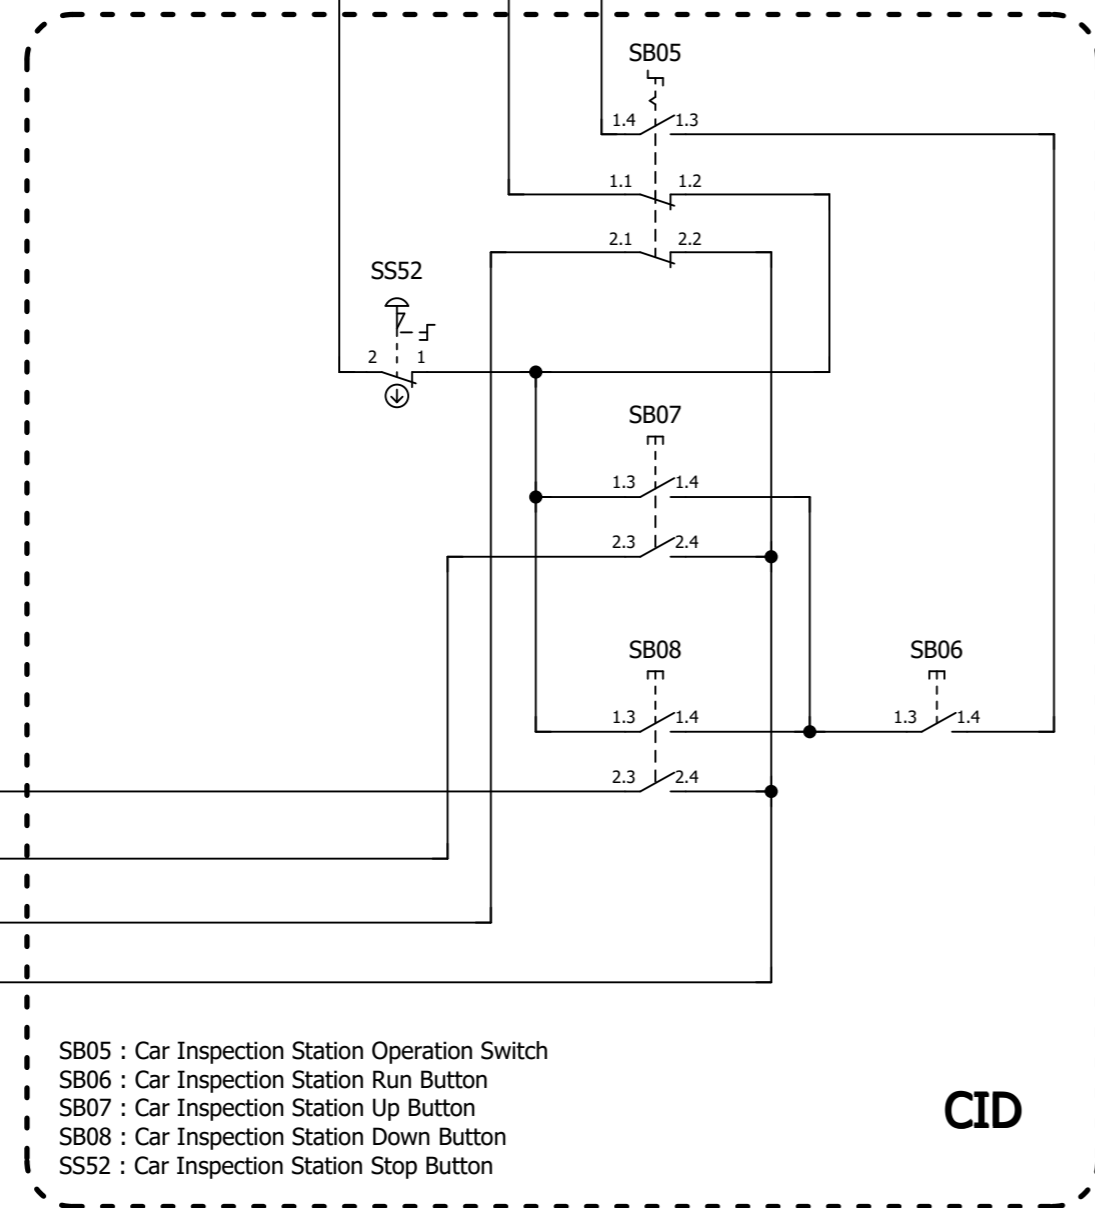 SB05
1.4 1.3
1.1 1.2
2.1 2.2
SS52
2 1
SB07
1.3 1.4
2.3 2.4
SB08 SB06
1.3 1.4 1.3 1.4
2.3 2.4
SB05 : Car Inspection Station Operation Switch
SB06 : Car Inspection Station Run Button
SB07 : Car Inspection Station Up Button
SB08 : Car Inspection Station Down Button
SS52 : Car Inspection Station Stop Button
CID